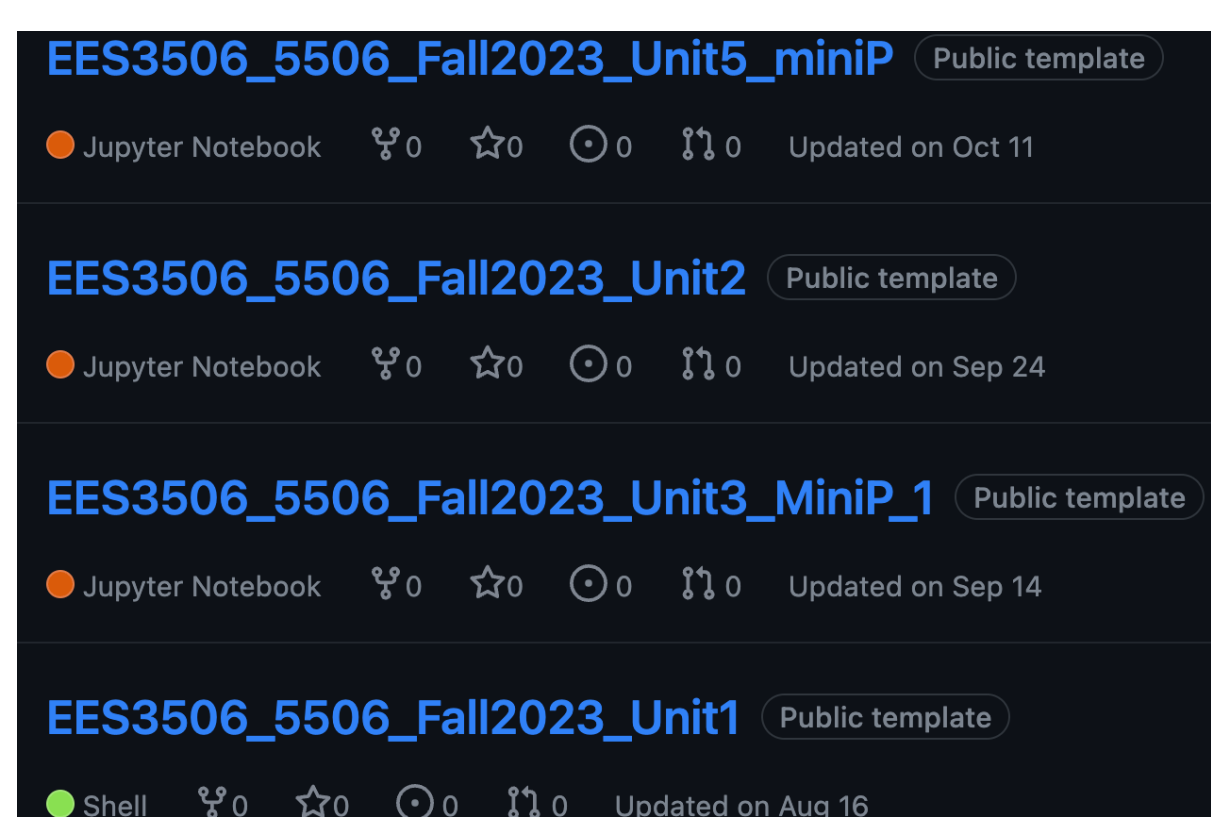 EES3506_5506_Fall2023_Unit5_miniP Public template
Jupyter Notebook 0 0 0 0 Updated on Oct 11
EES3506_5506_Fall2023_Unit2 Public template
Jupyter Notebook 0 0 0 0 Updated on Sep 24
EES3506_5506_Fall2023_Unit3_MiniP_1 Public template
Jupyter Notebook 0 0 0 0 Updated on Sep 14
EES3506_5506_Fall2023_Unit1 Public template
Shell 0 0 0 0 Updated on Aug 16